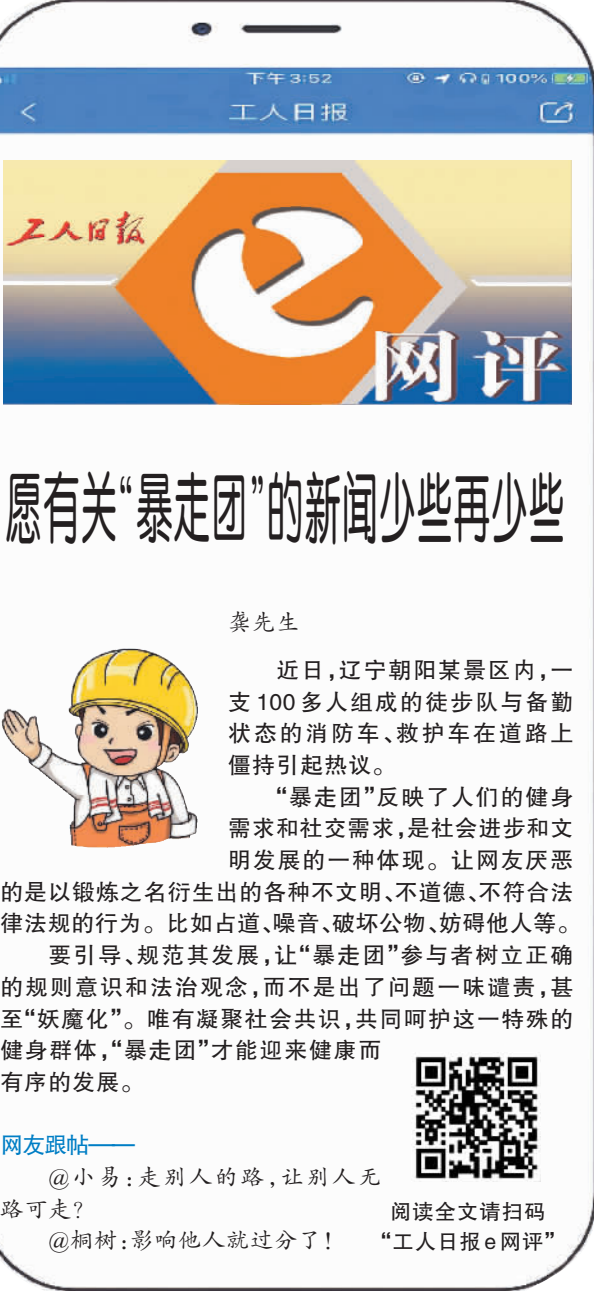 下午3:52
100%
工人日报
工人日报
e
网评
愿有关“暴走团”的新闻少些再少些
龚先生
近日,辽宁朝阳某景区内,一
支100多人组成的徒步队与备勤
状态的消防车、救护车在道路上
僵持引起热议。
“暴走团”反映了人们的健身
需求和社交需求,是社会进步和文
明发展的一种体现。让网友厌恶
的是以锻炼之名衍生出的各种不文明、不道德、不符合法
律法规的行为。比如占道、噪音、破坏公物、妨碍他人等。
要引导、规范其发展,让“暴走团”参与者树立正确
的规则意识和法治观念,而不是出了问题一味谴责,甚
至“妖魔化”。唯有凝聚社会共识,共同呵护这一特殊的
健身群体,“暴走团”才能迎来健康而
有序的发展。
网友跟帖——
@小易:走别人的路,让别人无
路可走?
@桐树:影响他人就过分了!
阅读全文请扫码
“工人日报e网评”